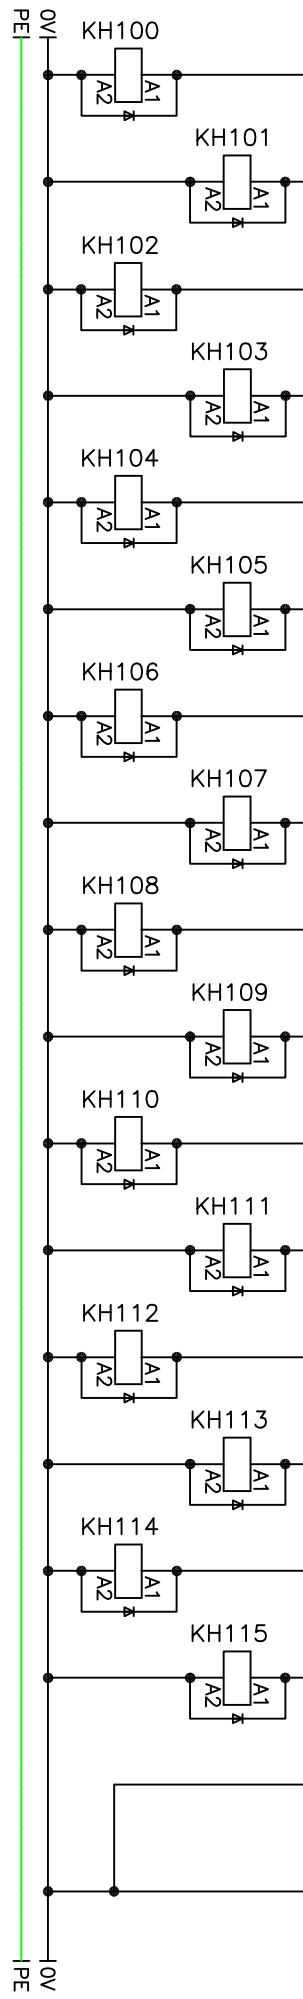 PE 0V
KH100
A2 A1
KH101
A2 A1
KH102
A2 A1
KH103
A2 A1
KH104
A2 A1
KH105
A2 A1
KH106
A2 A1
KH107
A2 A1
KH108
A2 A1
KH109
A2 A1
KH110
A2 A1
KH111
A2 A1
KH112
A2 A1
KH113
A2 A1
KH114
A2 A1
KH115
A2 A1
PE 0V